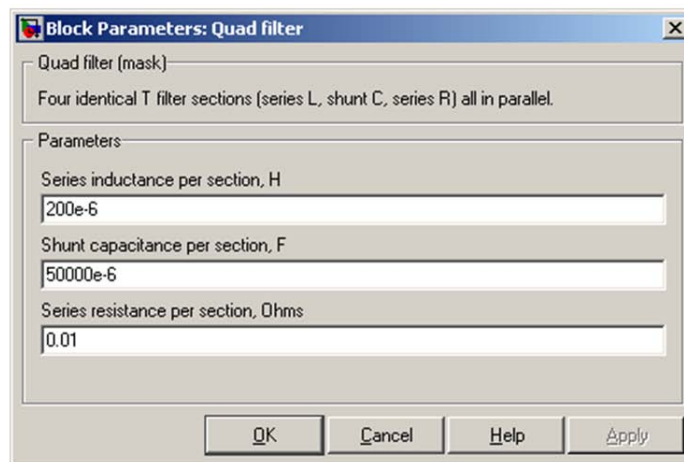 Block Parameters: Quad filter
Quad filter (mask)
Four identical T filter sections (series L, shunt C, series R) all in parallel.
Parameters
Series inductance per section, H
200e-6
Shunt capacitance per section, F
50000e-6
Series resistance per section, Ohms
0.01
OK Cancel Help Apply